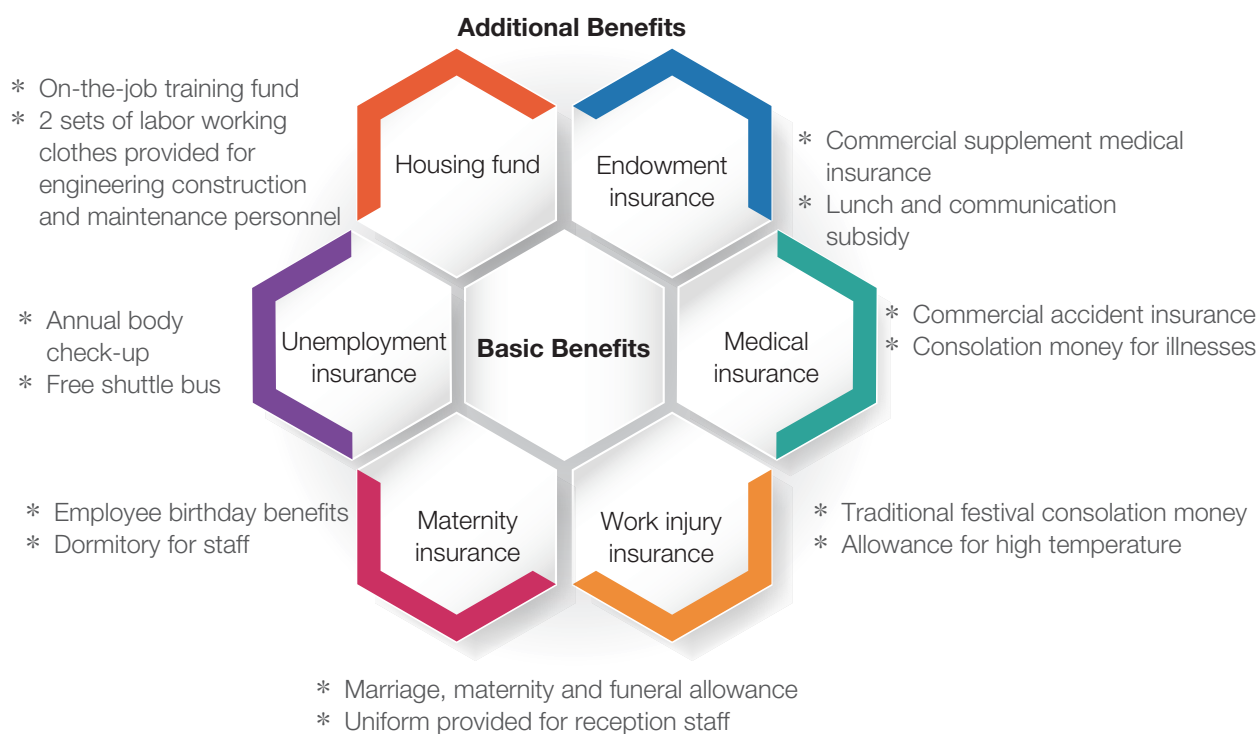 Additional Benefits
* On-the-job training fund
* 2 sets of labor working
clothes provided for
engineering construction
and maintenance personnel
Housing fund
Endowment
insurance
* Commercial supplement medical
insurance
* Lunch and communication
subsidy
* Annual body
check-up
* Free shuttle bus
Unemployment
insurance
Basic Benefits
Medical
insurance
* Commercial accident insurance
* Consolation money for illnesses
* Employee birthday benefits
* Dormitory for staff
Maternity
insurance
Work injury
insurance
* Traditional festival consolation money
* Allowance for high temperature
* Marriage, maternity and funeral allowance
* Uniform provided for reception staff